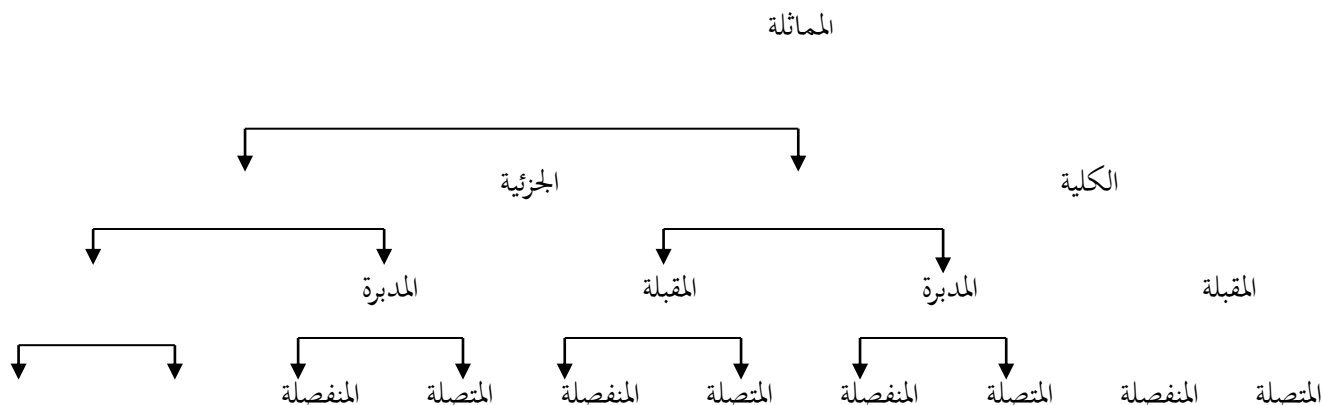 المماثلة
الكلية الجزئية
المقبلة المدبرة المقبلة المدبرة
المتصلة المنفصلة المتصلة المنفصلة المتصلة المنفصلة المتصلة المنفصلة